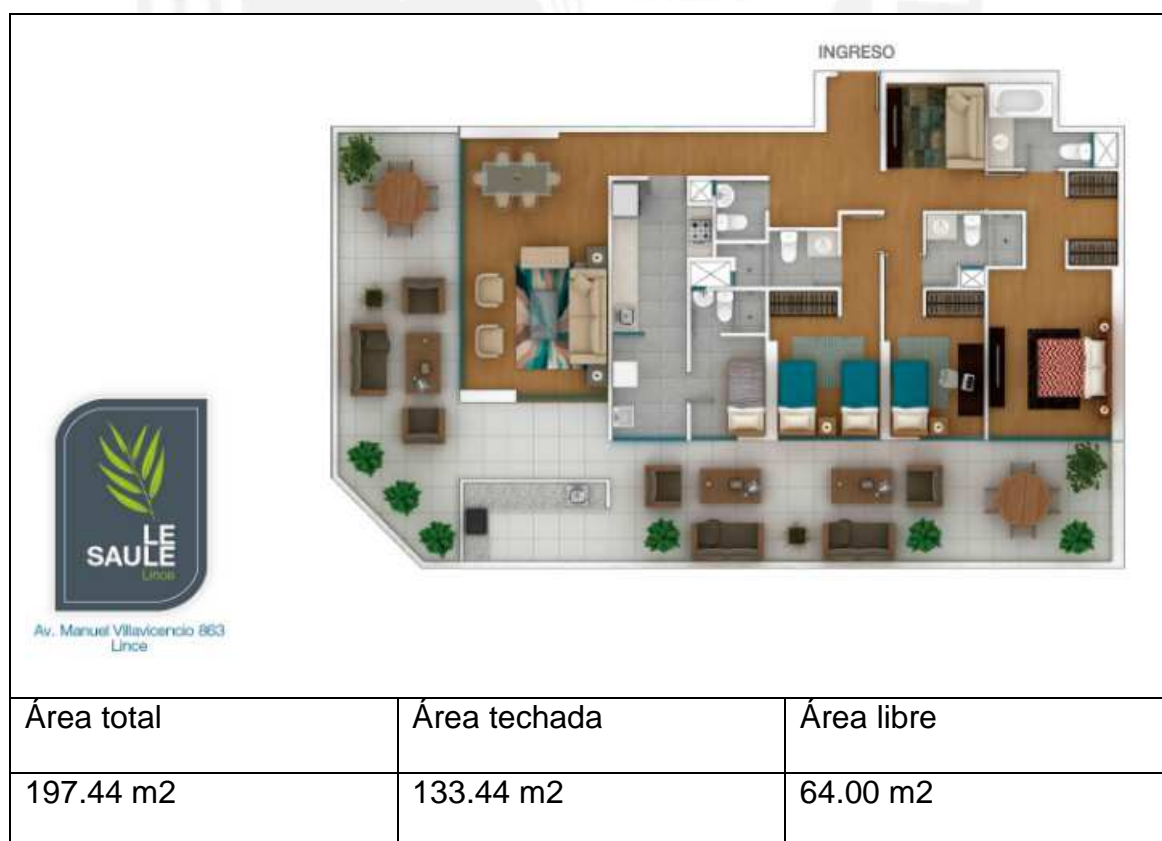 INGRESO
LE
SAULE
Lince
Av. Manuel Villavicencio 863
Lince
Área total
Área techada
Área libre
197.44 m2
133.44 m2
64.00 m2